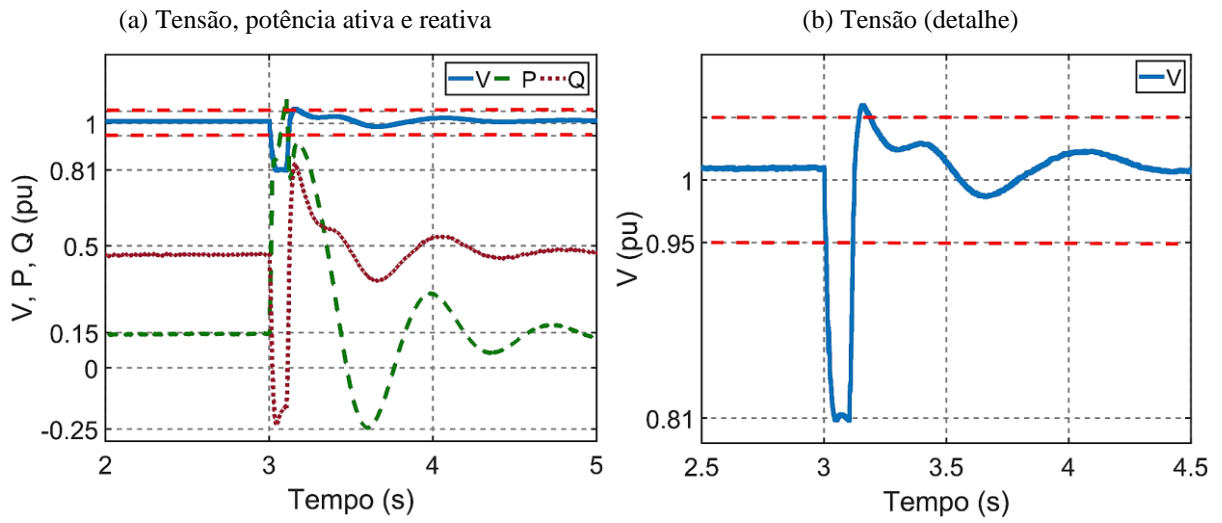 (a) Tensão, potência ativa e reativa
V P Q
V, P, Q (pu)
1
0.81
0.5
0.15
0
-0.25
2 3 4 5
Tempo (s)
(b) Tensão (detalhe)
V
V (pu)
1
0.95
0.81
2.5 3 3.5 4 4.5
Tempo (s)